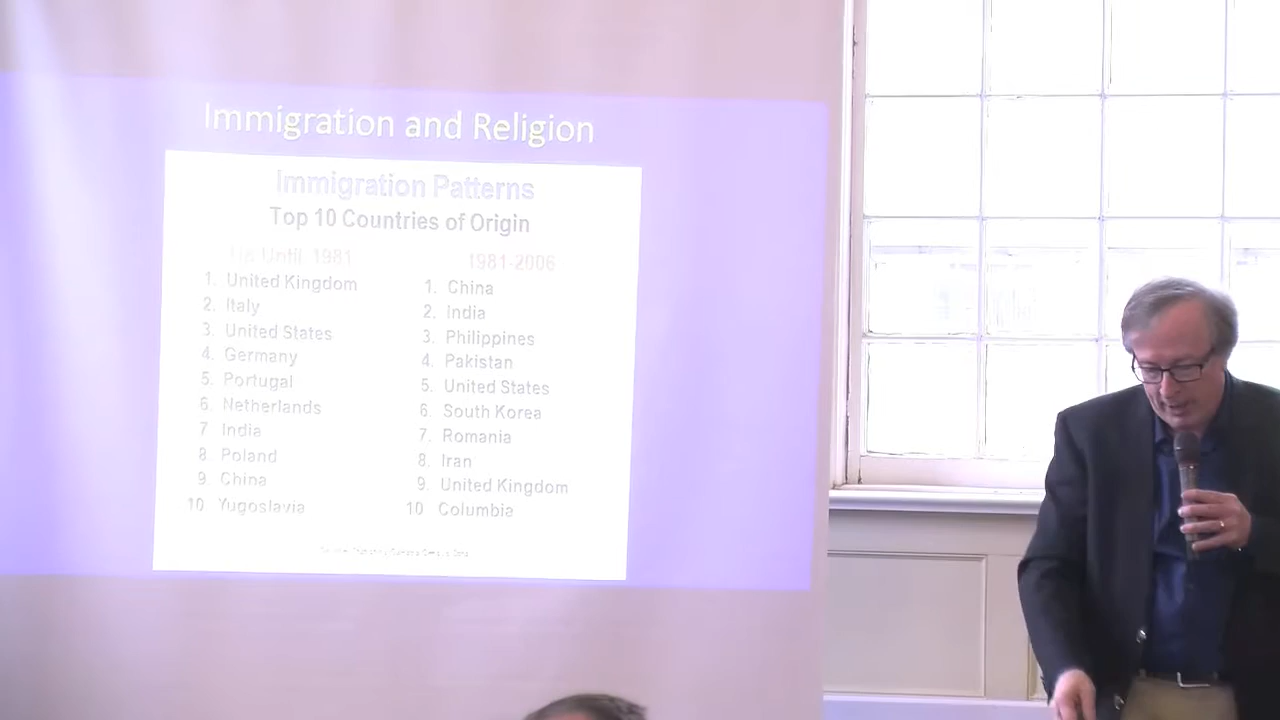 Immigration and Religion
Immigration Patterns
Top 10 Countries of Origin
Until 1981
1. United Kingdom
2. Italy
3. United States
4. Germany
5. Portugal
6. Netherlands
7 India
8. Poland
9. China
10 Yugoslavia
1981-2006
1. China
2. India
3. Philippines
4. Pakistan
5. United States
6. South Korea
7. Romania
8. Iran
9. United Kingdom
10 Columbia